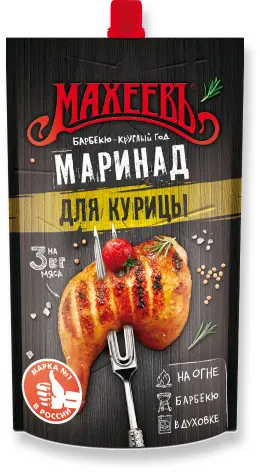 МАХЕЕВЪ
БАРБЕКЮ-КРУГЛЫЙ ГОД
МАРИНАД
ДЛЯ КУРИЦЫ
3 НА
КГ
МЯСА
МАРКА №1
В РОССИИ
НА ОГНЕ
БАРБЕКЮ
В ДУХОВКЕ